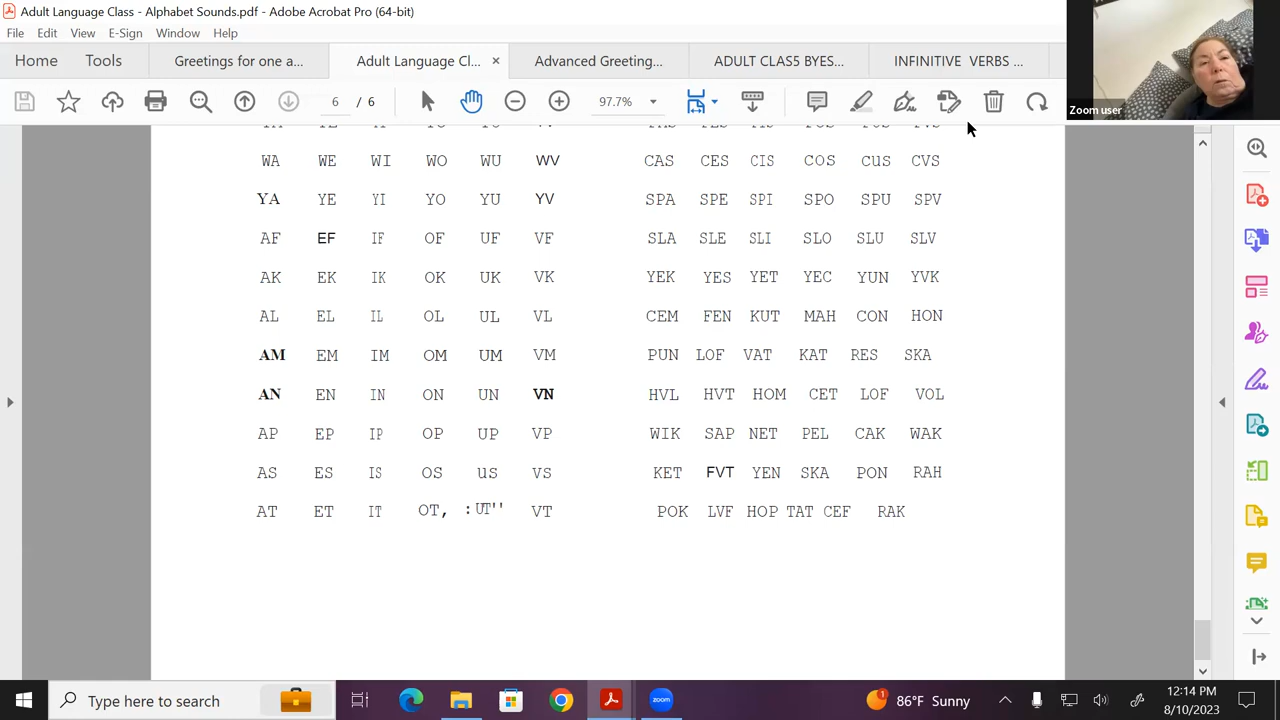 Adult Language Class - Alphabet Sounds.pdf - Adobe Acrobat Pro (64-bit)
File Edit View E-Sign Window Help
Home Tools Greetings for one a... Adult Language Cl... × Advanced Greeting... ADULT CLAS5 BYES... INFINITIVE VERBS ...
6 / 6 97.7%
Zoom user
WA WE WI WO WU WV CAS CES CIS COS CUS CVS
YA YE YI YO YU YV SPA SPE SPI SPO SPU SPV
AF EF IF OF UF VF SLA SLE SLI SLO SLU SLV
AK EK IK OK UK VK YEK YES YET YEC YUN YVK
AL EL IL OL UL VL CEM FEN KUT MAH CON HON
AM EM IM OM UM VM PUN LOF VAT KAT RES SKA
AN EN IN ON UN VN HVL HVT HOM CET LOF VOL
AP EP IP OP UP VP WIK SAP NET PEL CAK WAK
AS ES IS OS us VS KET FVT YEN SKA PON RAH
AT ET IT OT, :UT'' VT POK LVF HOP TAT CEF RAK
Type here to search 86°F Sunny 12:14 PM
8/10/2023